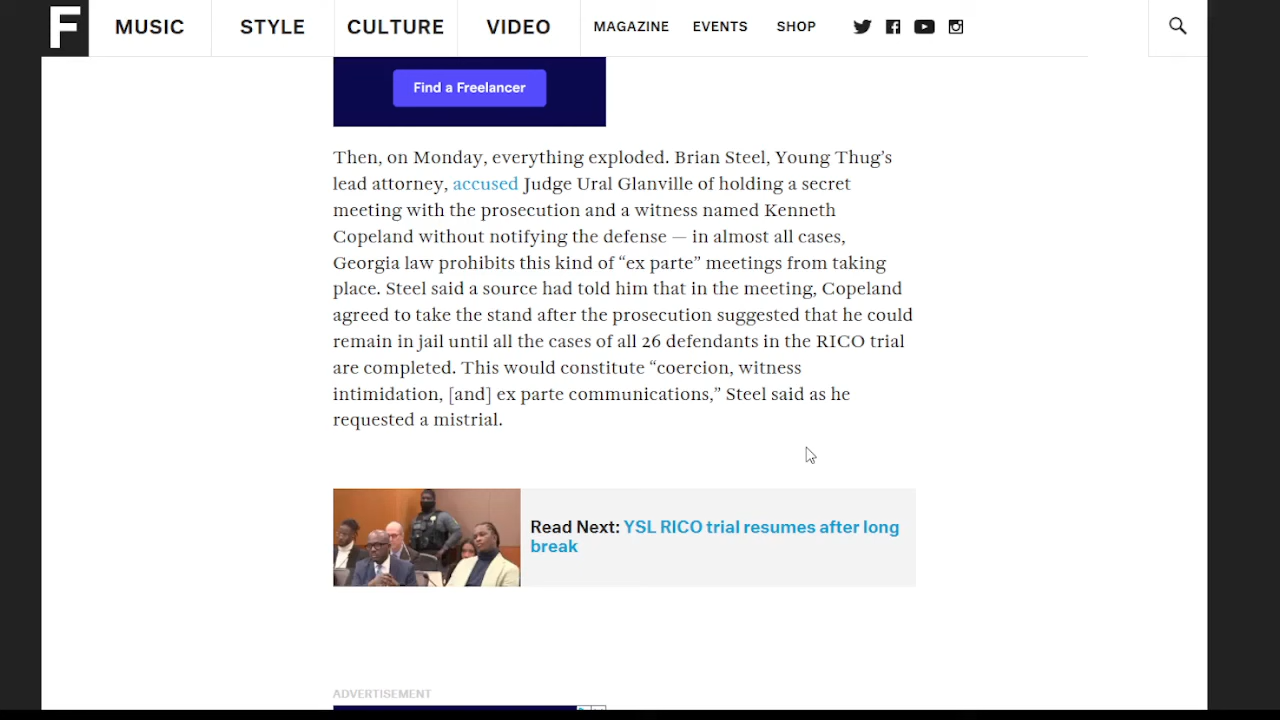 F
MUSIC
STYLE
CULTURE
VIDEO
MAGAZINE
EVENTS
SHOP
Find a Freelancer
Then, on Monday, everything exploded. Brian Steel, Young Thug’s
lead attorney, accused Judge Ural Glanville of holding a secret
meeting with the prosecution and a witness named Kenneth
Copeland without notifying the defense — in almost all cases,
Georgia law prohibits this kind of “ex parte” meetings from taking
place. Steel said a source had told him that in the meeting, Copeland
agreed to take the stand after the prosecution suggested that he could
remain in jail until all the cases of all 26 defendants in the RICO trial
are completed. This would constitute “coercion, witness
intimidation, [and] ex parte communications,” Steel said as he
requested a mistrial.
Read Next: YSL RICO trial resumes after long
break
ADVERTISEMENT